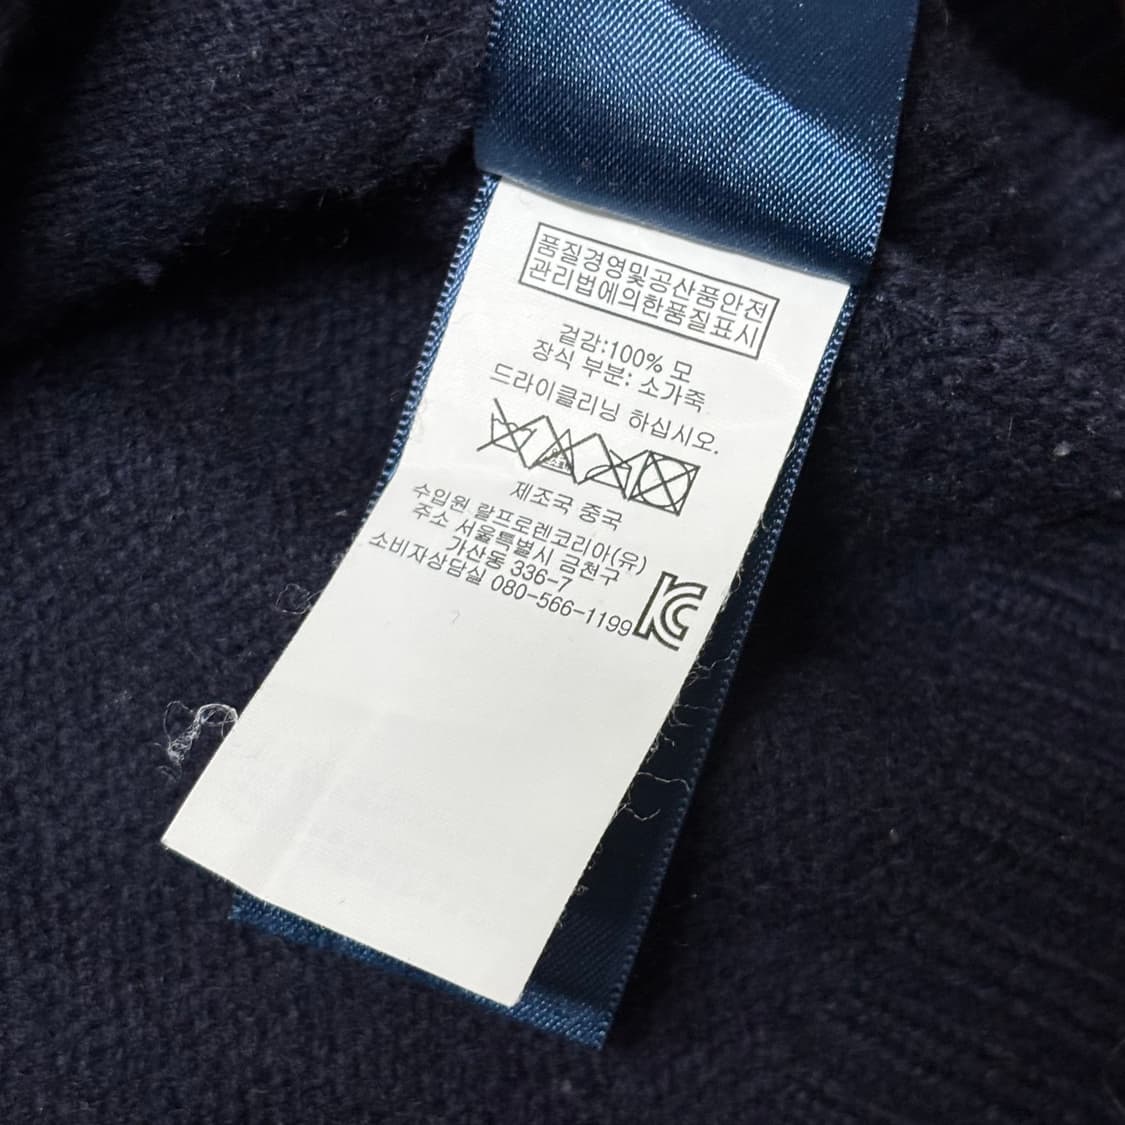 품질경영및공산품안전
관리법에의한품질표시
겉감:100% 모
장식 부분: 소가죽
드라이클리닝 하십시오.
제조국 중국
수입원 랄프로렌코리아(유)
주소 서울특별시 금천구
가산동 336-7
소비자상담실 080-566-1199
KC